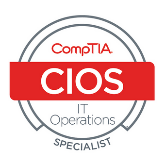 CompTIA.
CIOS
IT
Operations
SPECIALIST